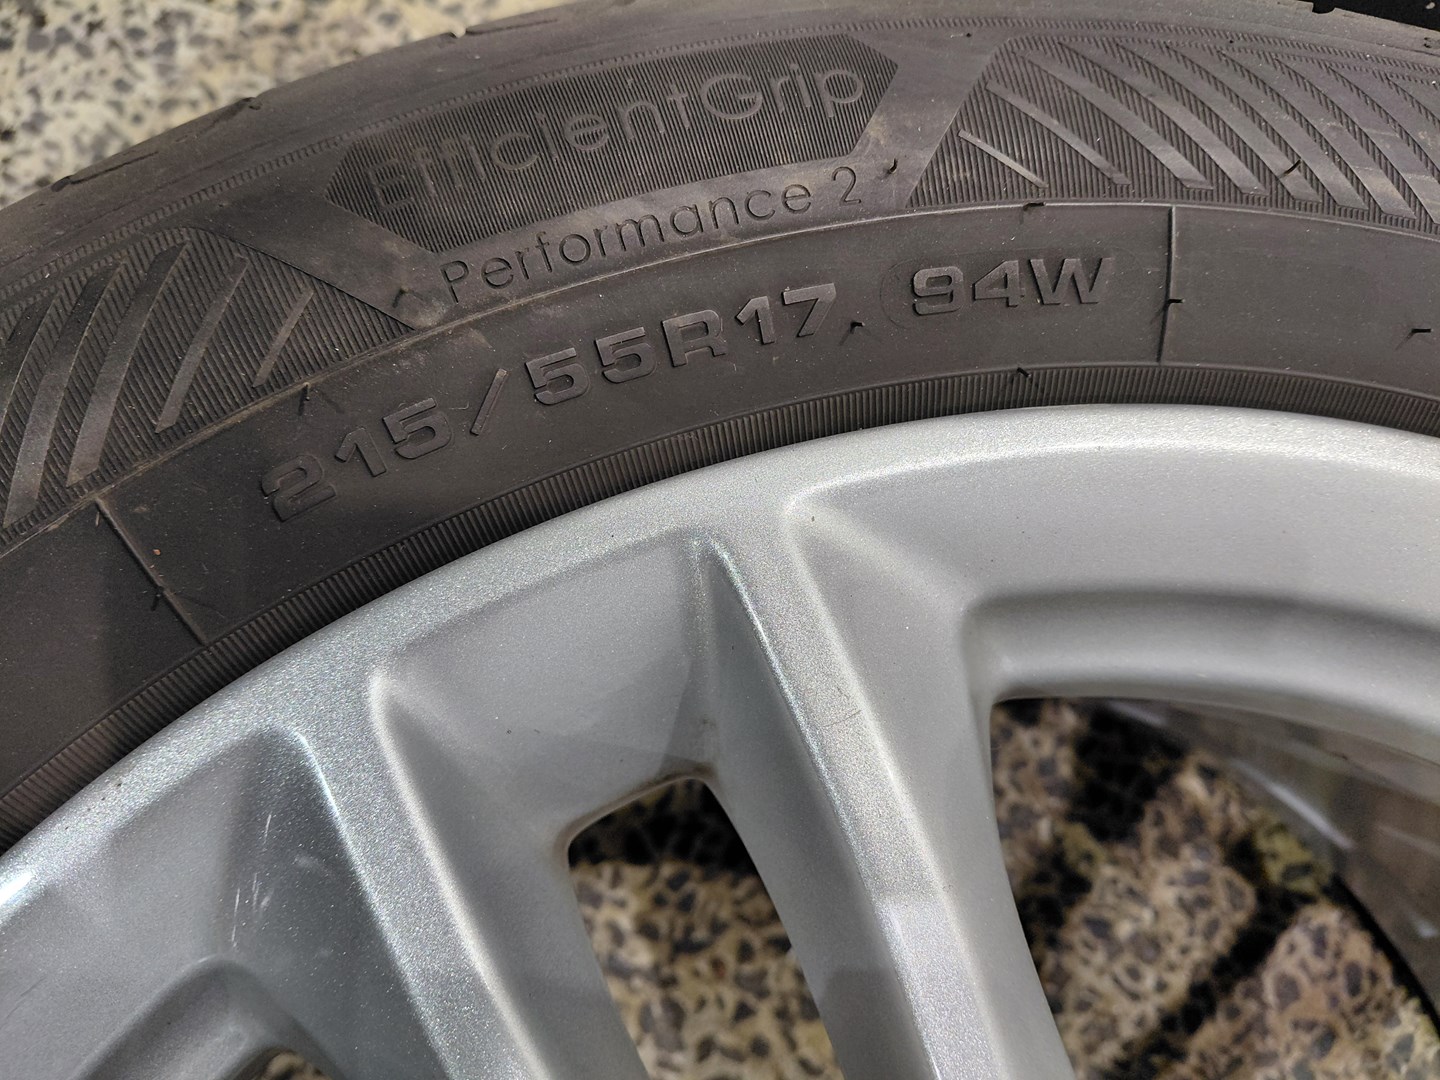 EfficientGrip
Performance 2
215/55R17 94W